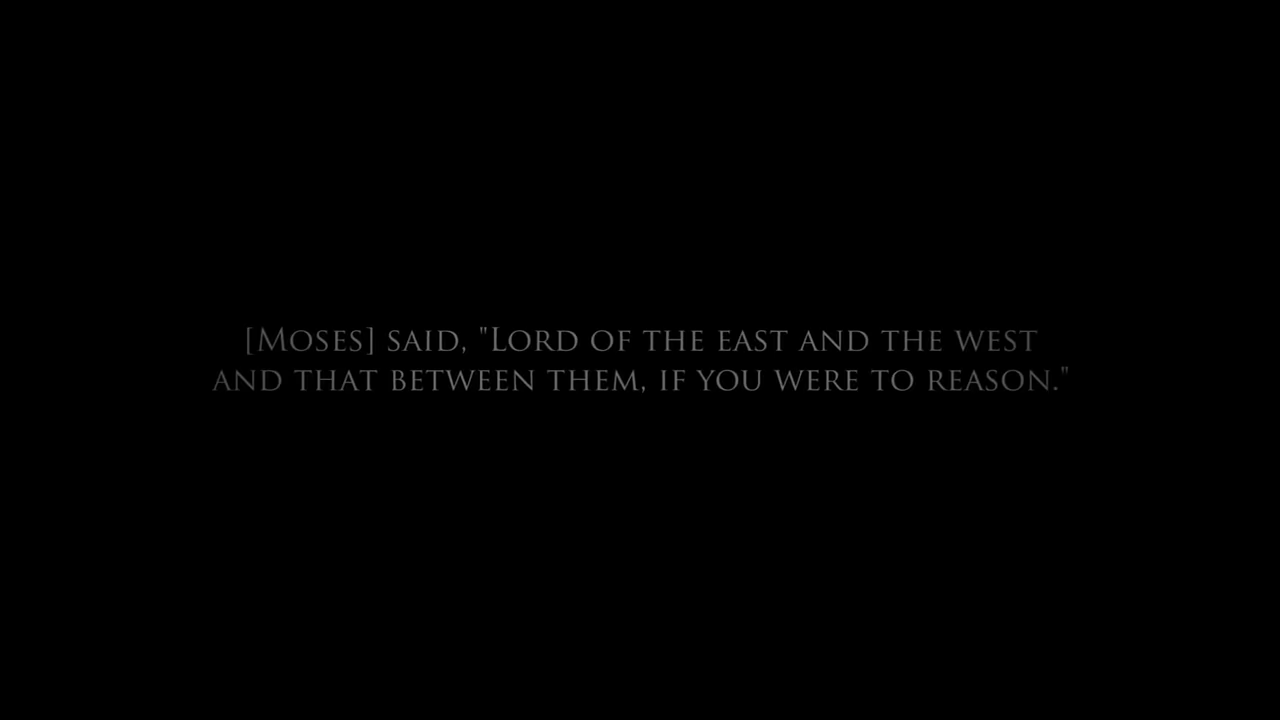 [Moses] said, "Lord of the east and the west
and that between them, if you were to reason."